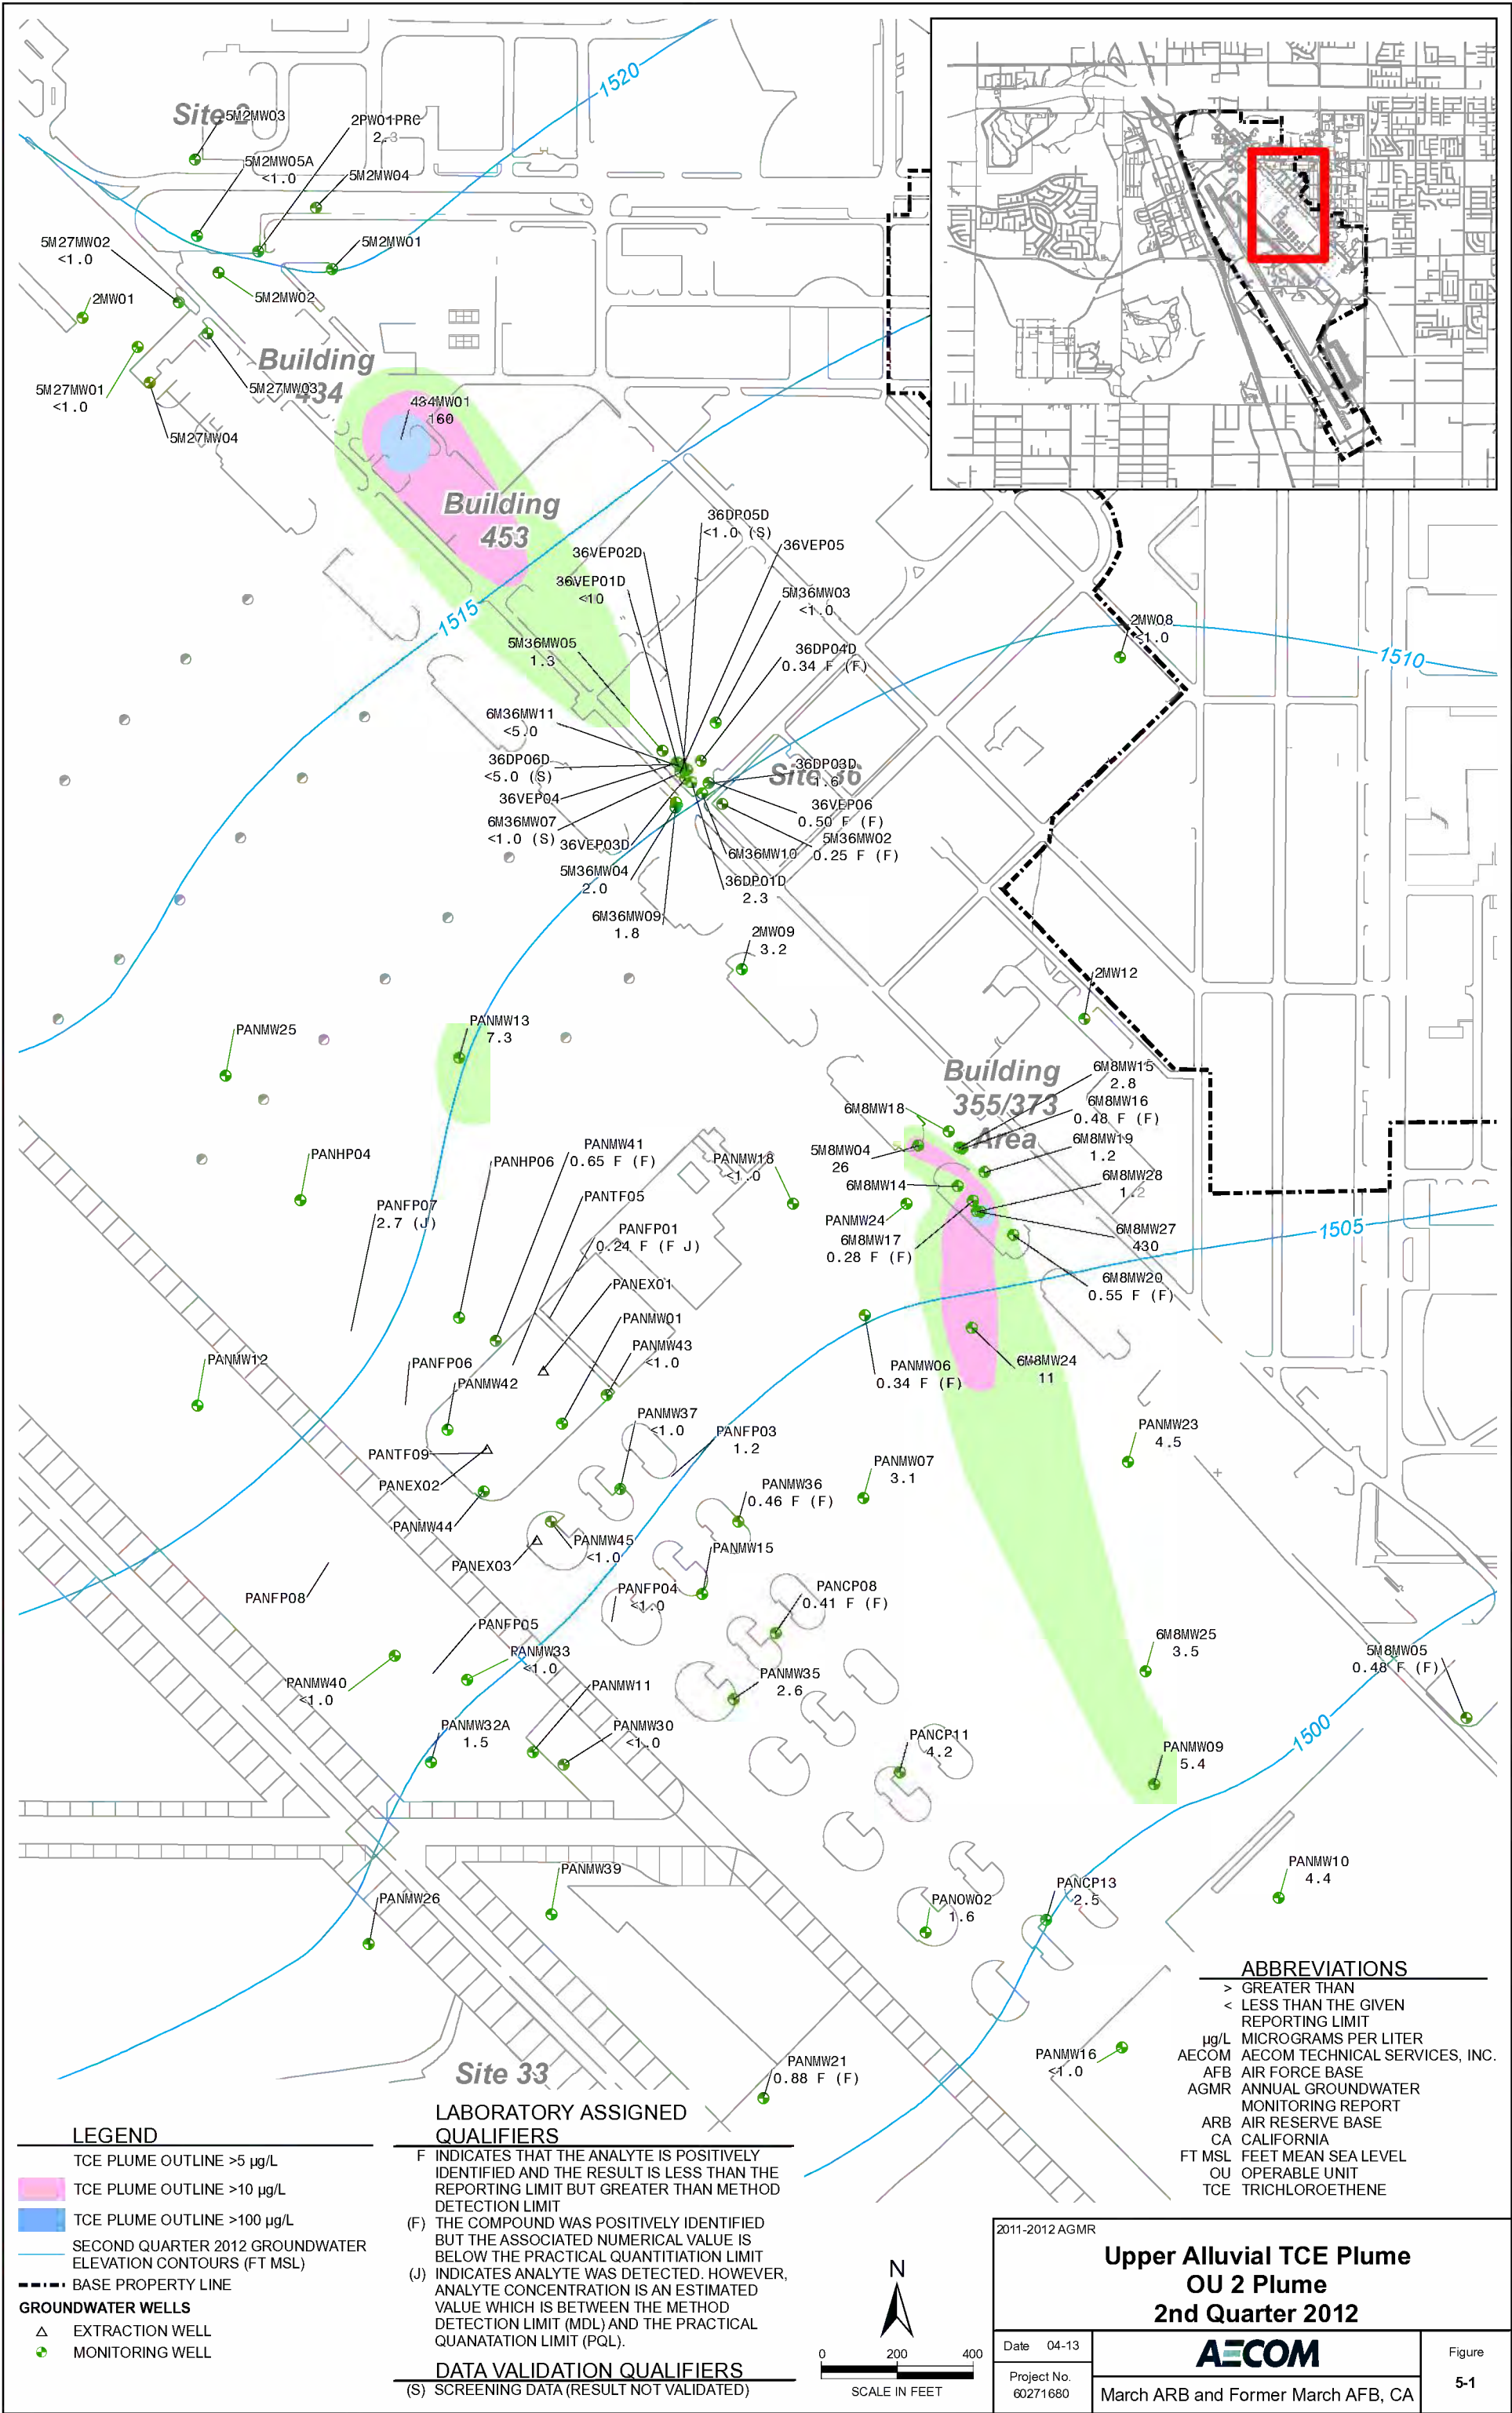 1520
Site 2
5M2MW03
2PW01PRC
2.3
5M2MW05A
<1.0
5M2MW04
5M27MW02
<1.0
5M2MW01
2MW01
5M2MW02
Building
434
5M27MW01
<1.0
5M27MW03
434MW01
160
5M27MW04
Building
453
36DP05D
<1.0 (S)
36VEP02D
36VEP05
36VEP01D
<10
5M36MW03
<1.0
1515
2MW08
<1.0
5M36MW05
1.3
36DP04D
0.34 F (F)
1510
6M36MW11
<5.0
36DP06D
<5.0 (S)
Site 36
36DP03D
1.6
36VEP04
36VEP06
0.50 F (F)
6M36MW07
<1.0 (S)
36VEP03D
5M36MW02
0.25 F (F)
6M36MW10
5M36MW04
2.0
36DP01D
2.3
6M36MW09
1.8
2MW09
3.2
2MW12
PANMW25
PANMW13
7.3
Building
355/373
Area
6M8MW15
2.8
6M8MW18
6M8MW16
0.48 F (F)
PANHP04
PANHP06
PANMW41
0.65 F (F)
PANMW18
<1.0
5M8MW04
26
6M8MW19
1.2
6M8MW14
6M8MW28
1.2
PANFP07
2.7 (J)
PANTF05
PANFP01
0.24 F (F J)
PANMW24
6M8MW17
0.28 F (F)
6M8MW27
430
1505
PANEX01
6M8MW20
0.55 F (F)
PANMW01
PANMW12
PANFP06
PANMW43
<1.0
PANMW42
PANMW06
0.34 F (F)
6M8MW24
11
PANMW37
<1.0
PANFP03
1.2
PANMW23
4.5
PANTF09
PANEX02
PANMW36
0.46 F (F)
PANMW07
3.1
PANMW44
PANMW45
<1.0
PANMW15
PANEX03
PANFP08
PANFP04
<1.0
PANCP08
0.41 F (F)
PANFP05
PANMW33
<1.0
6M8MW25
3.5
5M8MW05
0.48 F (F)
PANMW40
<1.0
PANMW11
PANMW35
2.6
PANMW32A
1.5
PANMW30
<1.0
PANCP11
4.2
1500
PANMW09
5.4
PANMW39
PANMW10
4.4
PANMW26
PANOW02
1.6
PANCP13
2.5
PANMW21
0.88 F (F)
PANMW16
<1.0
Site 33
ABBREVIATIONS
> GREATER THAN
< LESS THAN THE GIVEN
REPORTING LIMIT
µg/L MICROGRAMS PER LITER
AECOM AECOM TECHNICAL SERVICES, INC.
AFB AIR FORCE BASE
AGMR ANNUAL GROUNDWATER
MONITORING REPORT
ARB AIR RESERVE BASE
CA CALIFORNIA
FT MSL FEET MEAN SEA LEVEL
OU OPERABLE UNIT
TCE TRICHLOROETHENE
LEGEND
TCE PLUME OUTLINE >5 µg/L
TCE PLUME OUTLINE >10 µg/L
TCE PLUME OUTLINE >100 µg/L
SECOND QUARTER 2012 GROUNDWATER
ELEVATION CONTOURS (FT MSL)
BASE PROPERTY LINE
GROUNDWATER WELLS
EXTRACTION WELL
MONITORING WELL
LABORATORY ASSIGNED
QUALIFIERS
F INDICATES THAT THE ANALYTE IS POSITIVELY
IDENTIFIED AND THE RESULT IS LESS THAN THE
REPORTING LIMIT BUT GREATER THAN METHOD
DETECTION LIMIT
(F) THE COMPOUND WAS POSITIVELY IDENTIFIED
BUT THE ASSOCIATED NUMERICAL VALUE IS
BELOW THE PRACTICAL QUANTITIATION LIMIT
(J) INDICATES ANALYTE WAS DETECTED. HOWEVER,
ANALYTE CONCENTRATION IS AN ESTIMATED
VALUE WHICH IS BETWEEN THE METHOD
DETECTION LIMIT (MDL) AND THE PRACTICAL
QUANATATION LIMIT (PQL).
DATA VALIDATION QUALIFIERS
(S) SCREENING DATA (RESULT NOT VALIDATED)
N
0 200 400
SCALE IN FEET
2011-2012 AGMR
Upper Alluvial TCE Plume
OU 2 Plume
2nd Quarter 2012
Date 04-13
Project No.
60271680
AECOM
March ARB and Former March AFB, CA
Figure
5-1